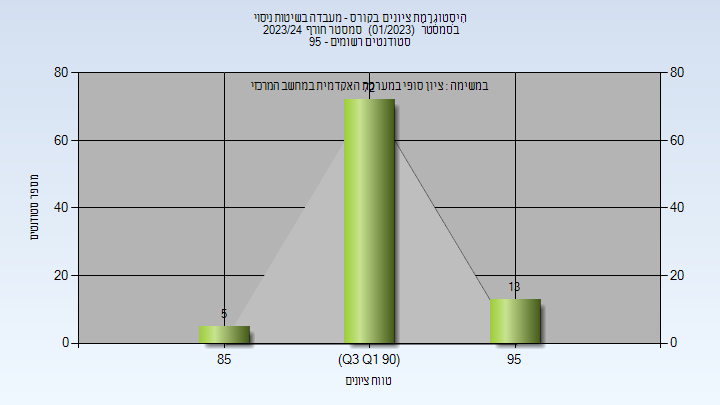 היסטוגרמת ציונים בקורס - מעבדה בשיטות ניסוי
בסמסטר (01/2023) סמסטר חורף 2023/24
סטודנטים רשומים - 95
במשימה : ציון סופי במערכת האקדמית במחשב המרכזי
80
60
40
20
0
80
60
40
20
0
מספר סטודנטים
5
72
13
85
(Q3 Q1 90)
95
טווח ציונים